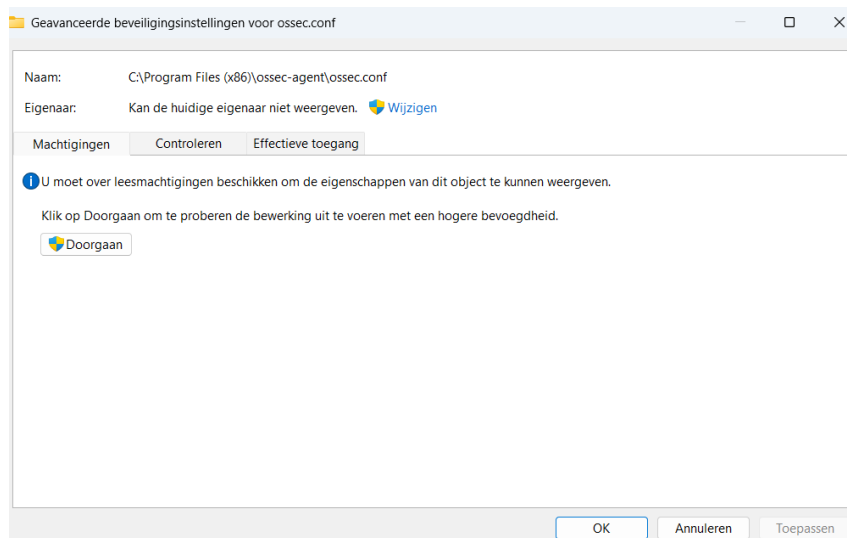 Geavanceerde beveiligingsinstellingen voor ossec.conf
Naam: C:\Program Files (x86)\ossec-agent\ossec.conf
Eigenaar: Kan de huidige eigenaar niet weergeven. Wijzigen
Machtigingen Controleren Effectieve toegang
U moet over leesmachtigingen beschikken om de eigenschappen van dit object te kunnen weergeven.
Klik op Doorgaan om te proberen de bewerking uit te voeren met een hogere bevoegdheid.
Doorgaan
OK Annuleren Toepassen